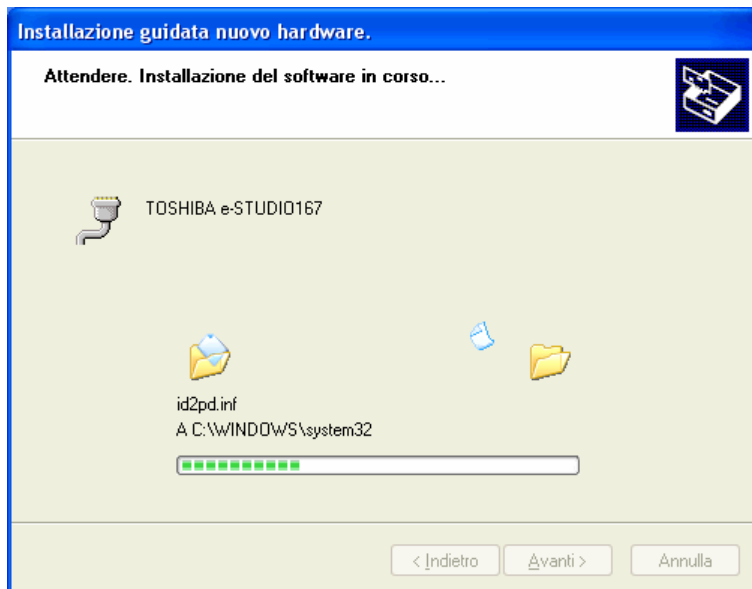 Installazione guidata nuovo hardware.
Attendere. Installazione del software in corso...
TOSHIBA e-STUDIO167
id2pd.inf
A C:\WINDOWS\system32
< Indietro
Avanti >
Annulla